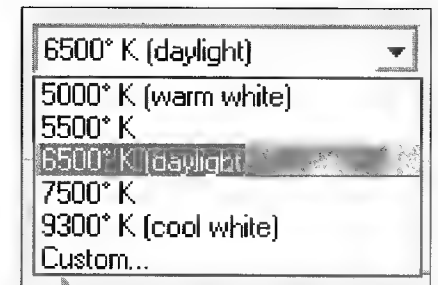 6500° K (daylight)
5000° K (warm white)
5500° K
6500° K (daylight
7500° K
9300° K (cool white)
Custom...